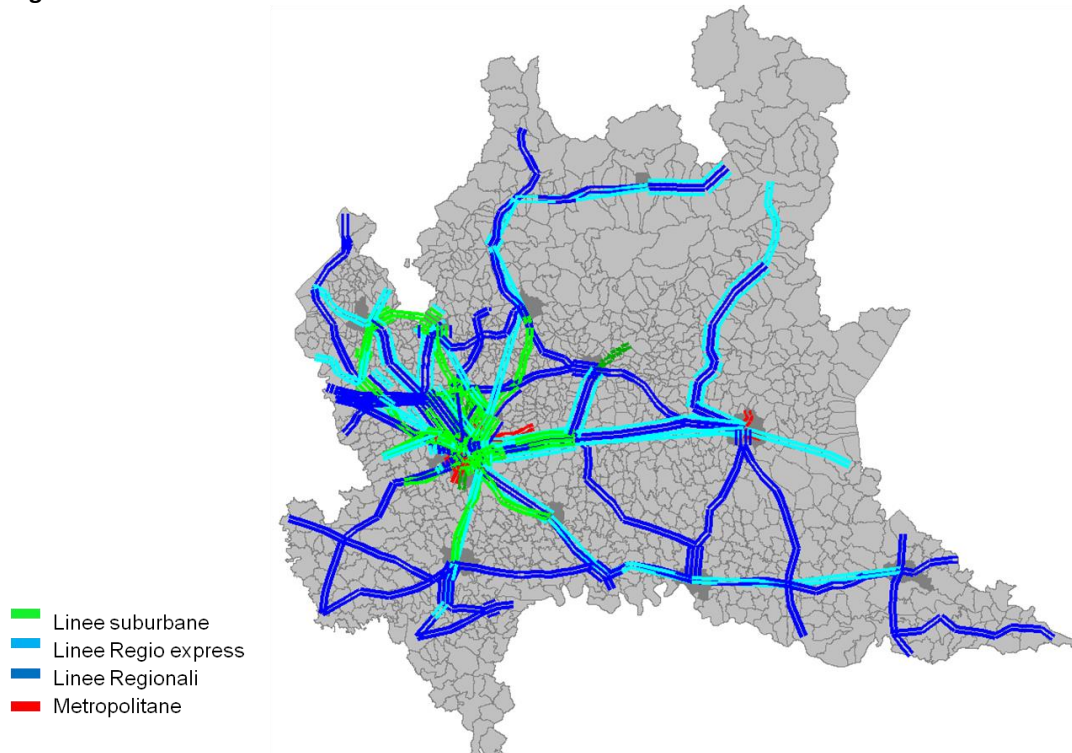 Linee suburbane
Linee Regio express
Linee Regionali
Metropolitane